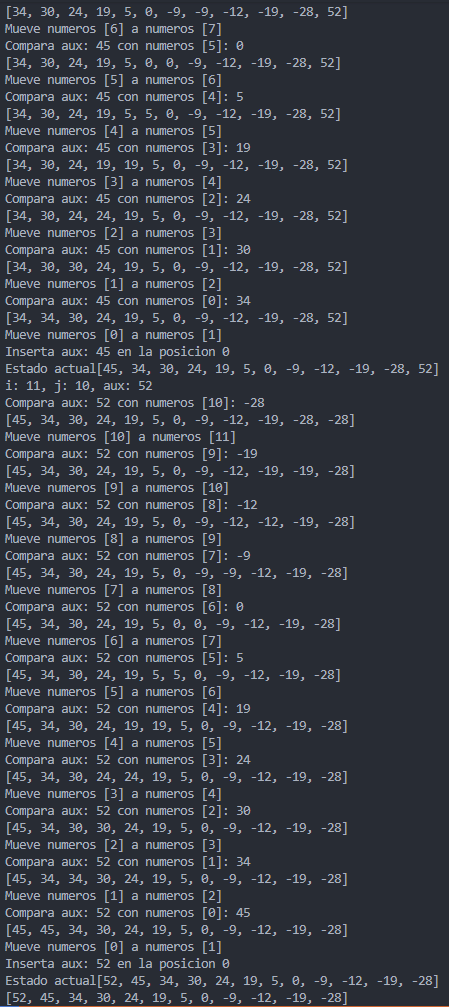 [34, 30, 24, 19, 5, 0, -9, -9, -12, -19, -28, 52]
Mueve numeros [6] a numeros [7]
Compara aux: 45 con numeros [5]: 0
[34, 30, 24, 19, 5, 0, 0, -9, -12, -19, -28, 52]
Mueve numeros [5] a numeros [6]
Compara aux: 45 con numeros [4]: 5
[34, 30, 24, 19, 5, 5, 0, -9, -12, -19, -28, 52]
Mueve numeros [4] a numeros [5]
Compara aux: 45 con numeros [3]: 19
[34, 30, 24, 19, 19, 5, 0, -9, -12, -19, -28, 52]
Mueve numeros [3] a numeros [4]
Compara aux: 45 con numeros [2]: 24
[34, 30, 24, 24, 19, 5, 0, -9, -12, -19, -28, 52]
Mueve numeros [2] a numeros [3]
Compara aux: 45 con numeros [1]: 30
[34, 30, 30, 24, 19, 5, 0, -9, -12, -19, -28, 52]
Mueve numeros [1] a numeros [2]
Compara aux: 45 con numeros [0]: 34
[34, 34, 30, 24, 19, 5, 0, -9, -12, -19, -28, 52]
Mueve numeros [0] a numeros [1]
Inserta aux: 45 en la posicion 0
Estado actual[45, 34, 30, 24, 19, 5, 0, -9, -12, -19, -28, 52]
i: 11, j: 10, aux: 52
Compara aux: 52 con numeros [10]: -28
[45, 34, 30, 24, 19, 5, 0, -9, -12, -19, -28, -28]
Mueve numeros [10] a numeros [11]
Compara aux: 52 con numeros [9]: -19
[45, 34, 30, 24, 19, 5, 0, -9, -12, -19, -19, -28]
Mueve numeros [9] a numeros [10]
Compara aux: 52 con numeros [8]: -12
[45, 34, 30, 24, 19, 5, 0, -9, -12, -12, -19, -28]
Mueve numeros [8] a numeros [9]
Compara aux: 52 con numeros [7]: -9
[45, 34, 30, 24, 19, 5, 0, -9, -9, -12, -19, -28]
Mueve numeros [7] a numeros [8]
Compara aux: 52 con numeros [6]: 0
[45, 34, 30, 24, 19, 5, 0, 0, -9, -12, -19, -28]
Mueve numeros [6] a numeros [7]
Compara aux: 52 con numeros [5]: 5
[45, 34, 30, 24, 19, 5, 5, 0, -9, -12, -19, -28]
Mueve numeros [5] a numeros [6]
Compara aux: 52 con numeros [4]: 19
[45, 34, 30, 24, 19, 19, 5, 0, -9, -12, -19, -28]
Mueve numeros [4] a numeros [5]
Compara aux: 52 con numeros [3]: 24
[45, 34, 30, 24, 24, 19, 5, 0, -9, -12, -19, -28]
Mueve numeros [3] a numeros [4]
Compara aux: 52 con numeros [2]: 30
[45, 34, 30, 30, 24, 19, 5, 0, -9, -12, -19, -28]
Mueve numeros [2] a numeros [3]
Compara aux: 52 con numeros [1]: 34
[45, 34, 34, 30, 24, 19, 5, 0, -9, -12, -19, -28]
Mueve numeros [1] a numeros [2]
Compara aux: 52 con numeros [0]: 45
[45, 45, 34, 30, 24, 19, 5, 0, -9, -12, -19, -28]
Mueve numeros [0] a numeros [1]
Inserta aux: 52 en la posicion 0
Estado actual[52, 45, 34, 30, 24, 19, 5, 0, -9, -12, -19, -28]
[52, 45, 34, 30, 24, 19, 5, 0, -9, -12, -19, -28]